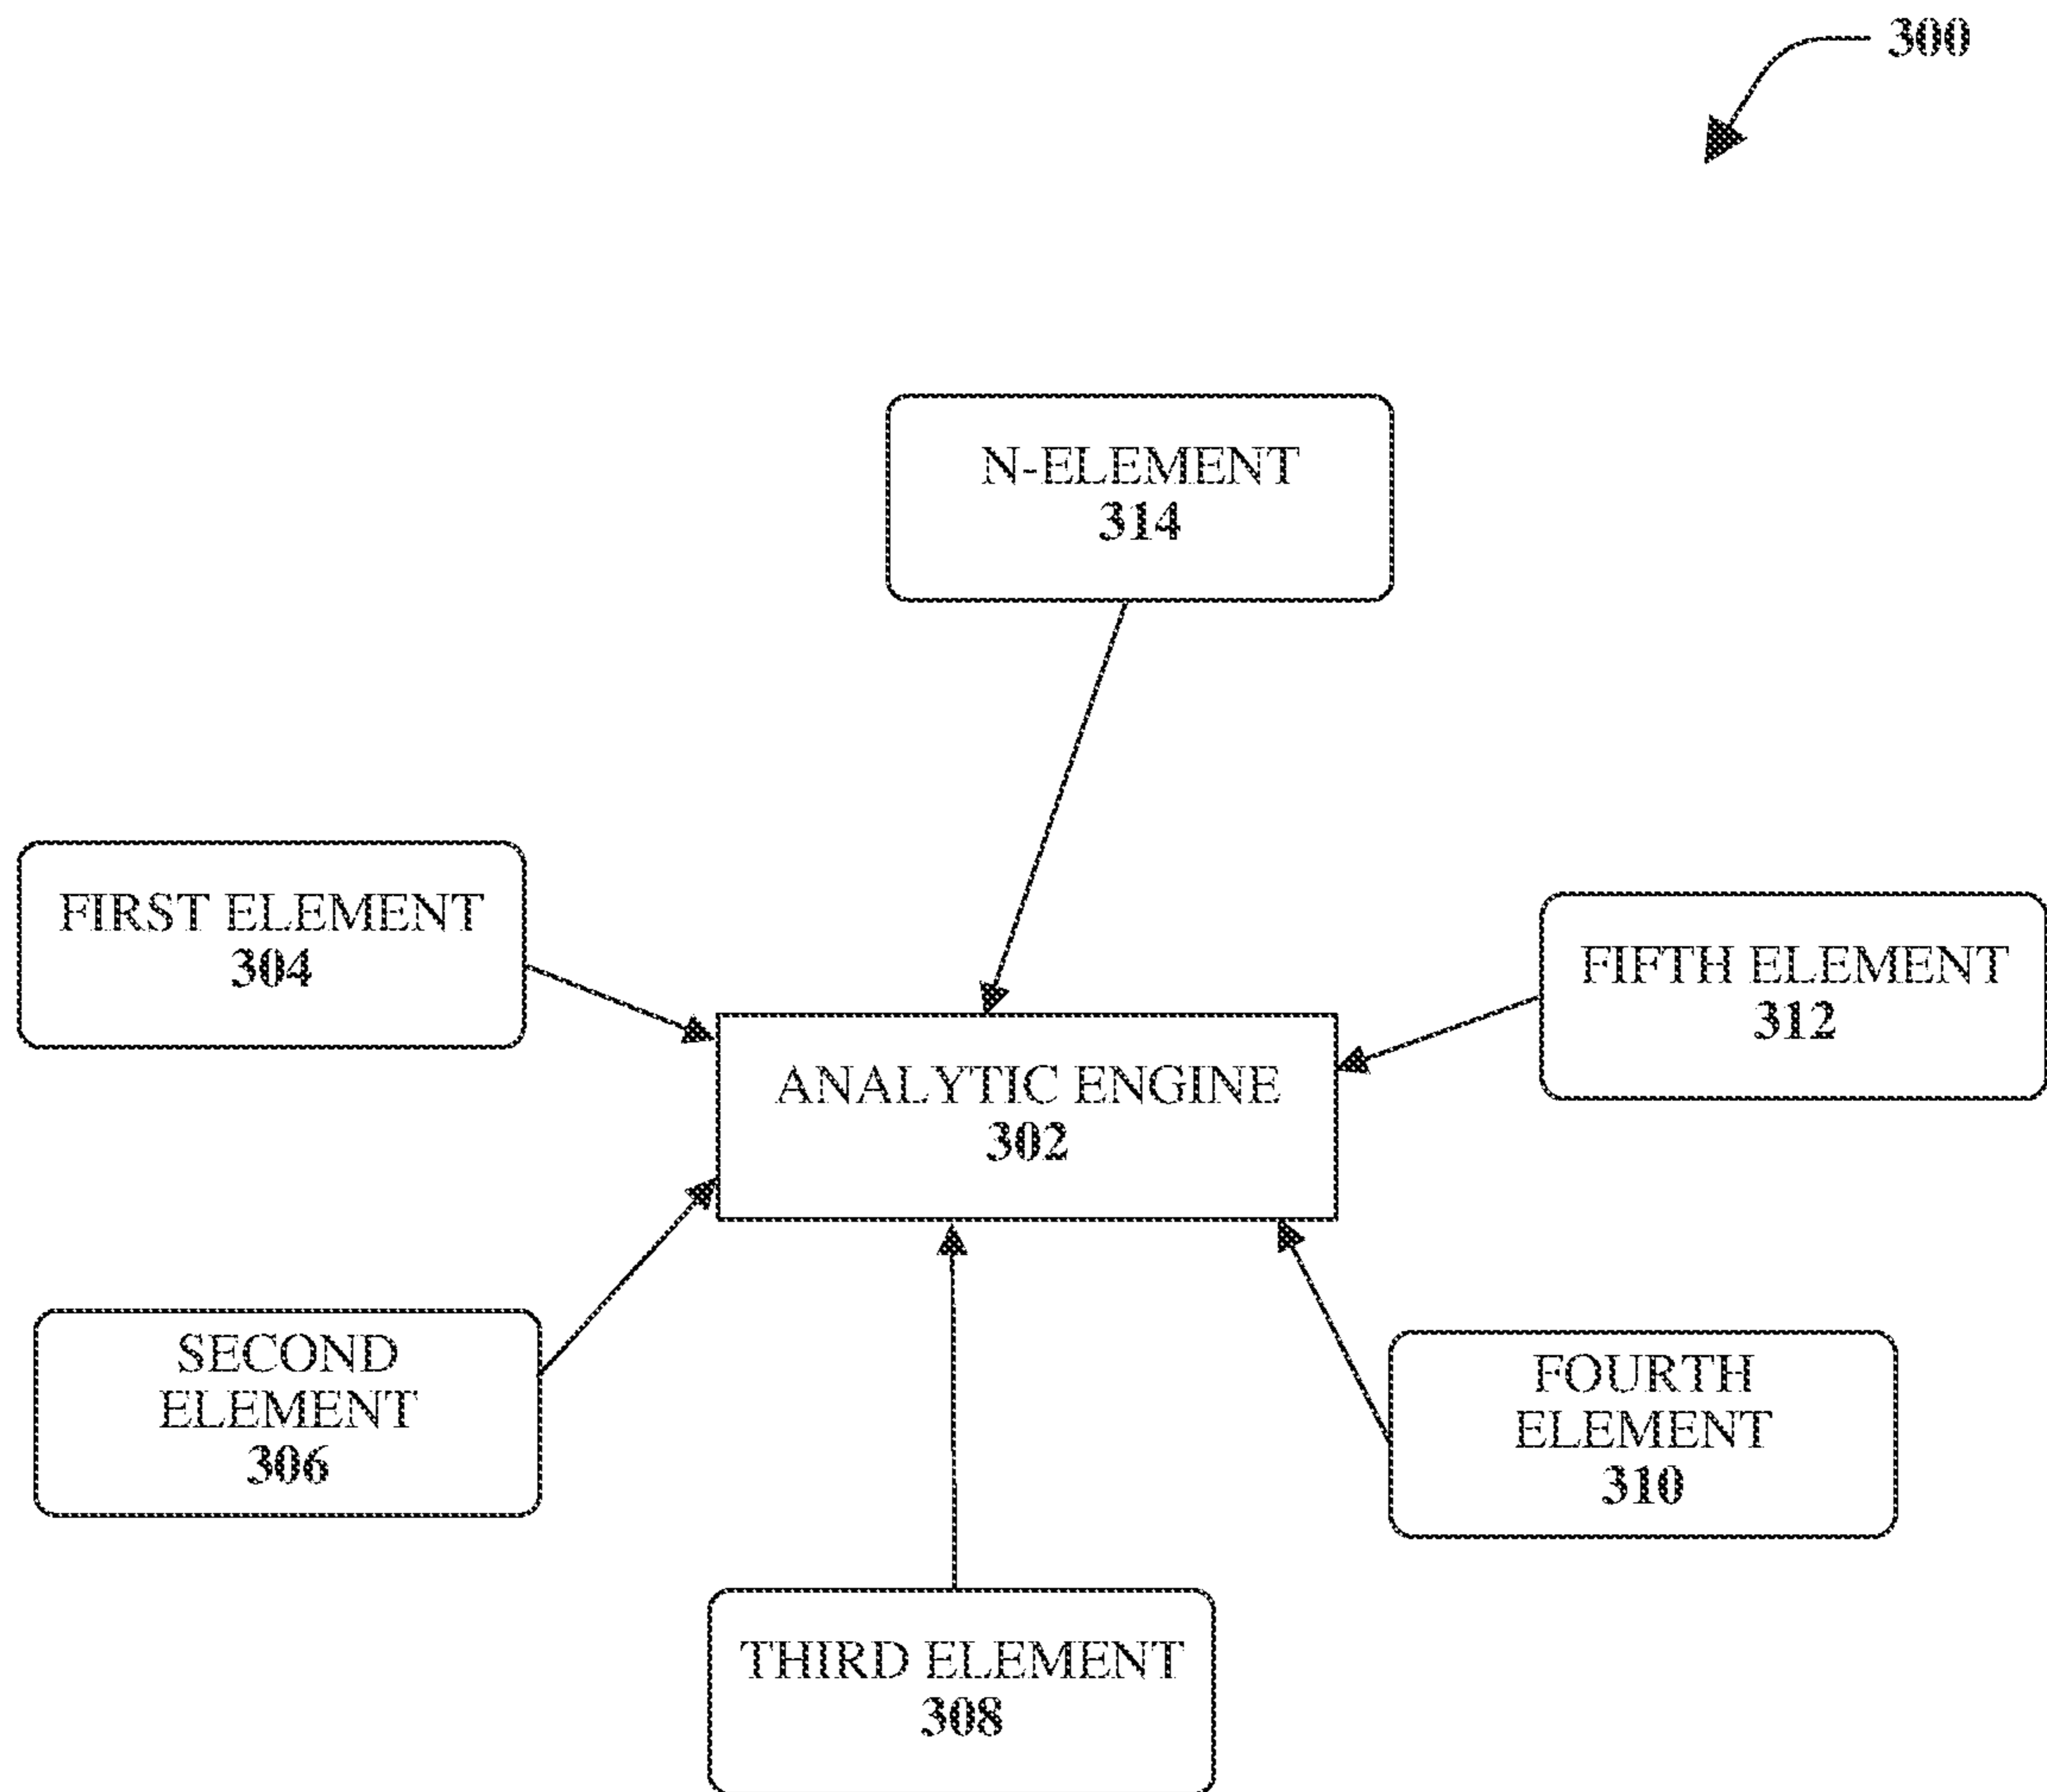 300
N-ELEMENT
314
FIRST ELEMENT
304
FIFTH ELEMENT
312
ANALYTIC ENGINE
302
SECOND
ELEMENT
306
FOURTH
ELEMENT
310
THIRD ELEMENT
308